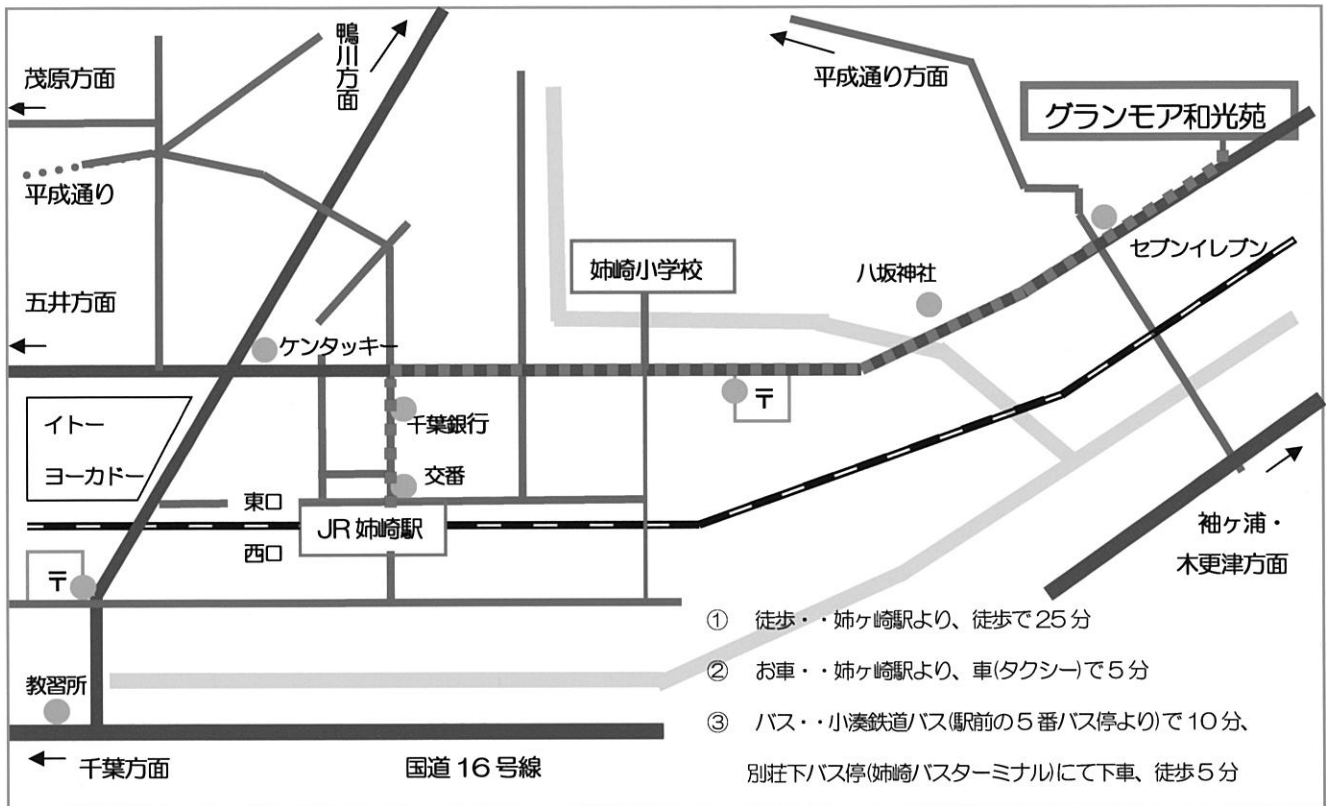 鴨川方面
茂原方面
平成通り方面
グランモア和光苑
平成通り
セブンイレブン
姉崎小学校
八坂神社
五井方面
ケンタッキー
〒
イトー
ヨーカドー
千葉銀行
交番
東口
JR 姉崎駅
西口
〒
袖ヶ浦・
木更津方面
① 徒歩・・姉ヶ崎駅より、徒歩で25分
② お車・・姉ヶ崎駅より、車(タクシー)で5分
③ バス・・小湊鉄道バス(駅前の5番バス停より)で10分、
別荘下バス停(姉崎バスターミナル)にて下車、徒歩5分
教習所
千葉方面
国道16号線